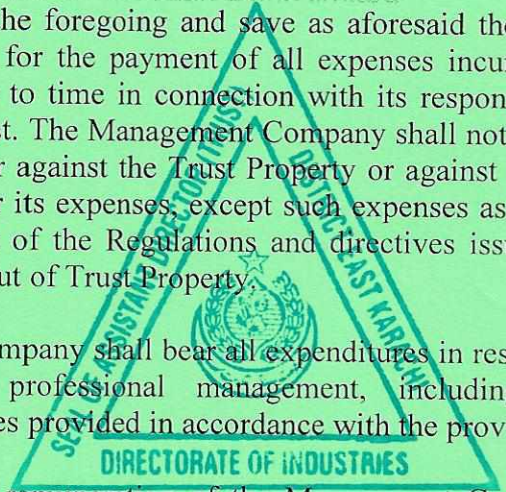 he foregoing and save as aforesaid the
for the payment of all expenses incu
to time in connection with its respon
st. The Management Company shall not
r against the Trust Property or against
r its expenses, except such expenses as
of the Regulations and directives iss
ut of Trust Property.
ompany shall bear all expenditures in res
professional management, including
es provided in accordance with the prov
SEAL OF ASSISTANT DIRECTOR (TRUST)
DISTRICT EAST KARACHI
DIRECTORATE OF INDUSTRIES